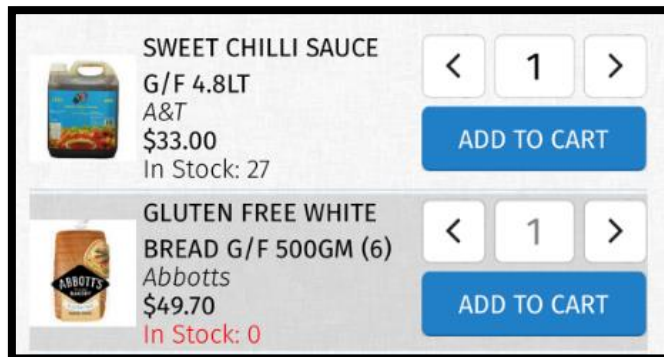 SWEET CHILLI SAUCE
G/F 4.8LT
A&T
$33.00
In Stock: 27
< 1 >
ADD TO CART
GLUTEN FREE WHITE
BREAD G/F 500GM (6)
Abbotts
$49.70
In Stock: 0
< 1 >
ADD TO CART
ABBOTT'S